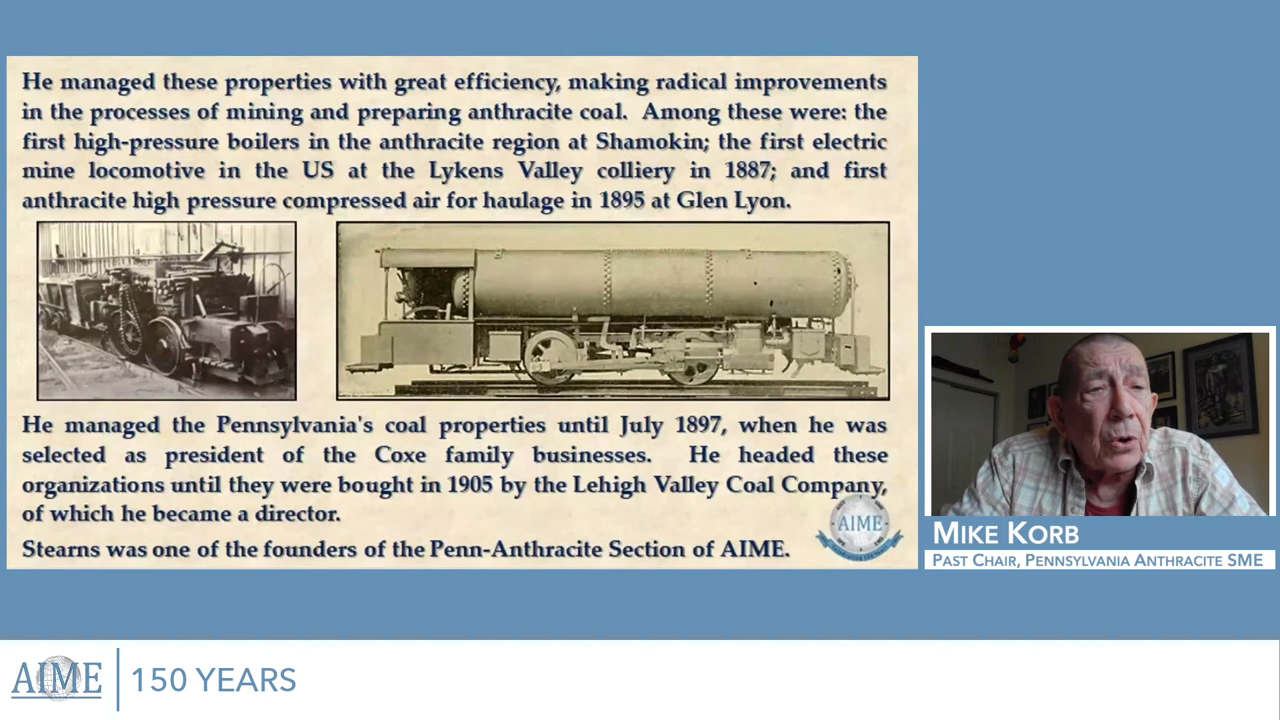 He managed these properties with great efficiency, making radical improvements
in the processes of mining and preparing anthracite coal. Among these were: the
first high-pressure boilers in the anthracite region at Shamokin; the first electric
mine locomotive in the US at the Lykens Valley colliery in 1887; and first
anthracite high pressure compressed air for haulage in 1895 at Glen Lyon.
He managed the Pennsylvania's coal properties until July 1897, when he was
selected as president of the Coxe family businesses. He headed these
organizations until they were bought in 1905 by the Lehigh Valley Coal Company,
of which he became a director.
Stearns was one of the founders of the Penn-Anthracite Section of AIME.
AIME
MIKE KORB
PAST CHAIR, PENNSYLVANIA ANTHRACITE SME
AIME 150 YEARS